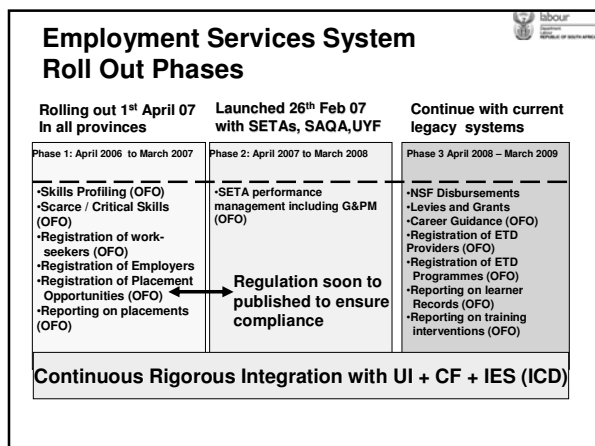 labour
Department:
Labour
REPUBLIC OF SOUTH AFRICA
Employment Services System
Roll Out Phases
Rolling out 1st April 07
In all provinces
Launched 26th Feb 07
with SETAs, SAQA,UYF
Continue with current
legacy systems
Phase 1: April 2006 to March 2007
Phase 2: April 2007 to March 2008
Phase 3 April 2008 – March 2009
•Skills Profiling (OFO)
•Scarce / Critical Skills
(OFO)
•Registration of work-
seekers (OFO)
•Registration of Employers
•Registration of Placement
Opportunities (OFO)
•Reporting on placements
(OFO)
•SETA performance
management including G&PM
(OFO)
Regulation soon to
published to ensure
compliance
•NSF Disbursements
•Levies and Grants
•Career Guidance (OFO)
•Registration of ETD
Providers (OFO)
•Registration of ETD
Programmes (OFO)
•Reporting on learner
Records (OFO)
•Reporting on training
interventions (OFO)
Continuous Rigorous Integration with UI + CF + IES (ICD)